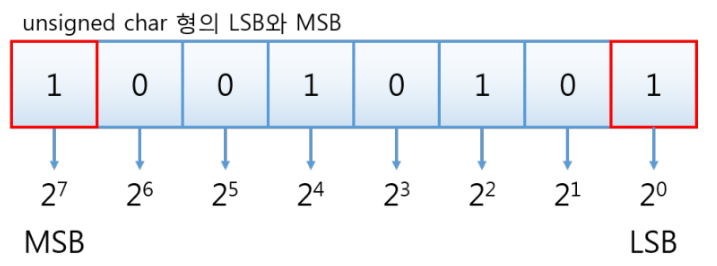 unsigned char 형의 LSB와 MSB
1 0 0 1 0 1 0 1
2⁷ 2⁶ 2⁵ 2⁴ 2³ 2² 2¹ 2⁰
MSB LSB